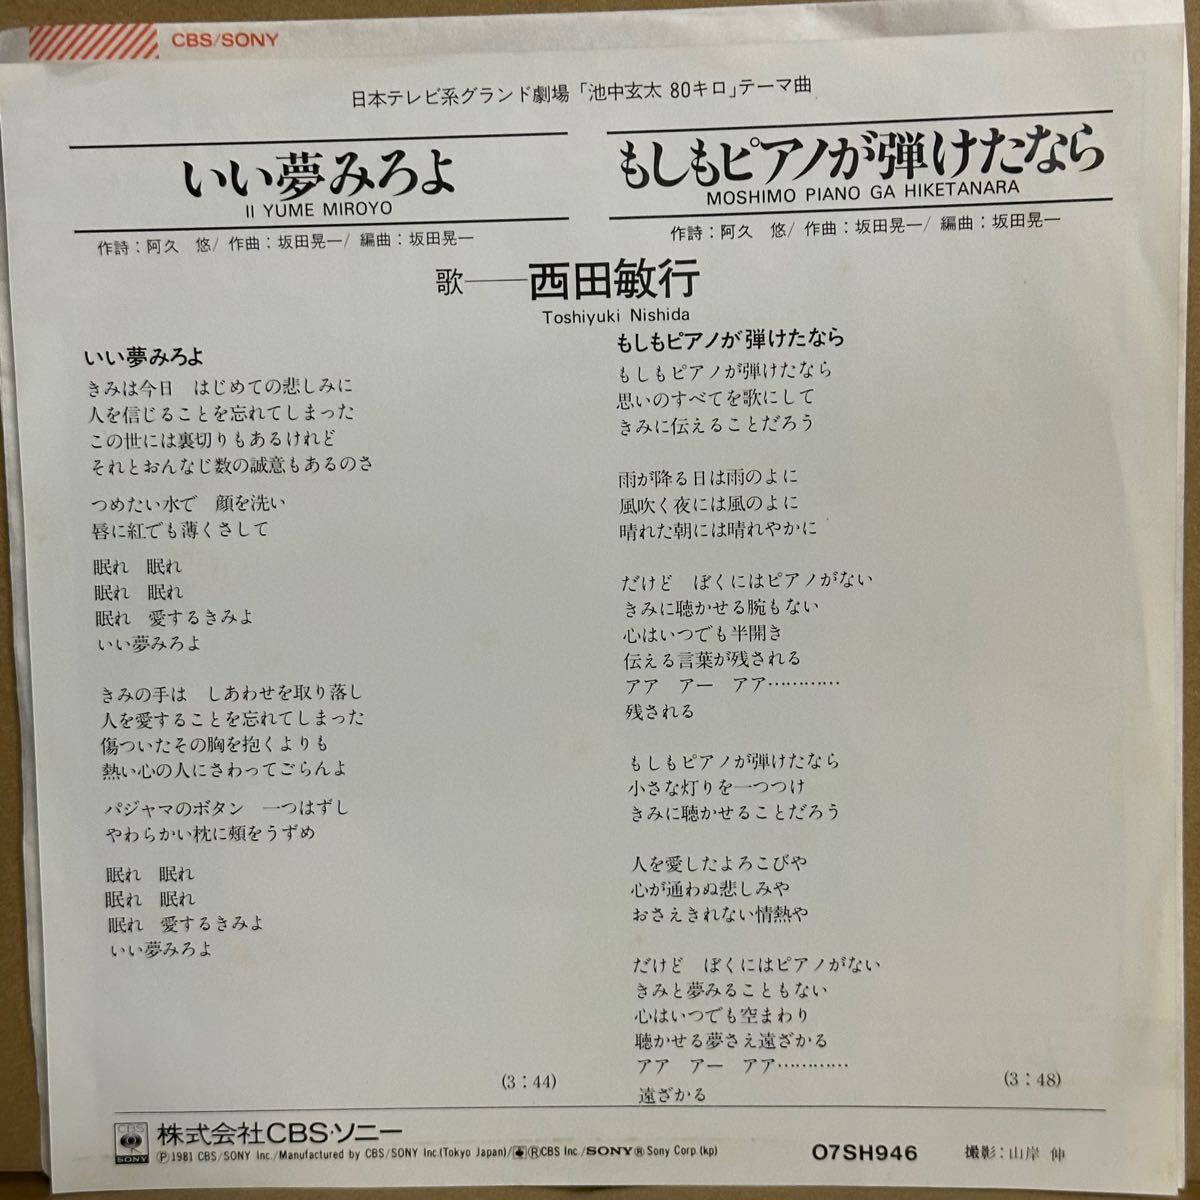 CBS/SONY
日本テレビ系グランド劇場「池中玄太 80キロ」テーマ曲
いい夢みろよ
II YUME MIROYO
作詩：阿久　悠/ 作曲：坂田晃一/ 編曲：坂田晃一
もしもピアノが弾けたなら
MOSHIMO PIANO GA HIKETANARA
作詩：阿久　悠/ 作曲：坂田晃一/ 編曲：坂田晃一
歌──西田敏行
Toshiyuki Nishida
いい夢みろよ
きみは今日　はじめての悲しみに
人を信じることを忘れてしまった
この世には裏切りもあるけれど
それとおんなじ数の誠意もあるのさ
つめたい水で　顔を洗い
唇に紅でも薄くさして
眠れ　眠れ
眠れ　眠れ
眠れ　愛するきみよ
いい夢みろよ
きみの手は　しあわせを取り落し
人を愛することを忘れてしまった
傷ついたその胸を抱くよりも
熱い心の人にさわってごらんよ
パジャマのボタン　一つはずし
やわらかい枕に頰をうずめ
眠れ　眠れ
眠れ　眠れ
眠れ　愛するきみよ
いい夢みろよ
(3：44)
もしもピアノが弾けたなら
もしもピアノが弾けたなら
思いのすべてを歌にして
きみに伝えることだろう
雨が降る日は雨のよに
風吹く夜には風のよに
晴れた朝には晴れやかに
だけど　ぼくにはピアノがない
きみに聴かせる腕もない
心はいつでも半開き
伝える言葉が残される
アア　アー　アア…………
残される
もしもピアノが弾けたなら
小さな灯りを一つつけ
きみに聴かせることだろう
人を愛したよろこびや
心が通わぬ悲しみや
おさえきれない情熱や
だけど　ぼくにはピアノがない
きみと夢みることもない
心はいつでも空まわり
聴かせる夢さえ遠ざかる
アア　アー　アア…………
遠ざかる
(3：48)
CBS
SONY
株式会社CBS・ソニー
Ⓟ1981 CBS/SONY Inc./Manufactured by CBS/SONY Inc.(Tokyo Japan)/®CBS Inc./SONY® Sony Corp.(kp)
07SH946
撮影：山岸　伸